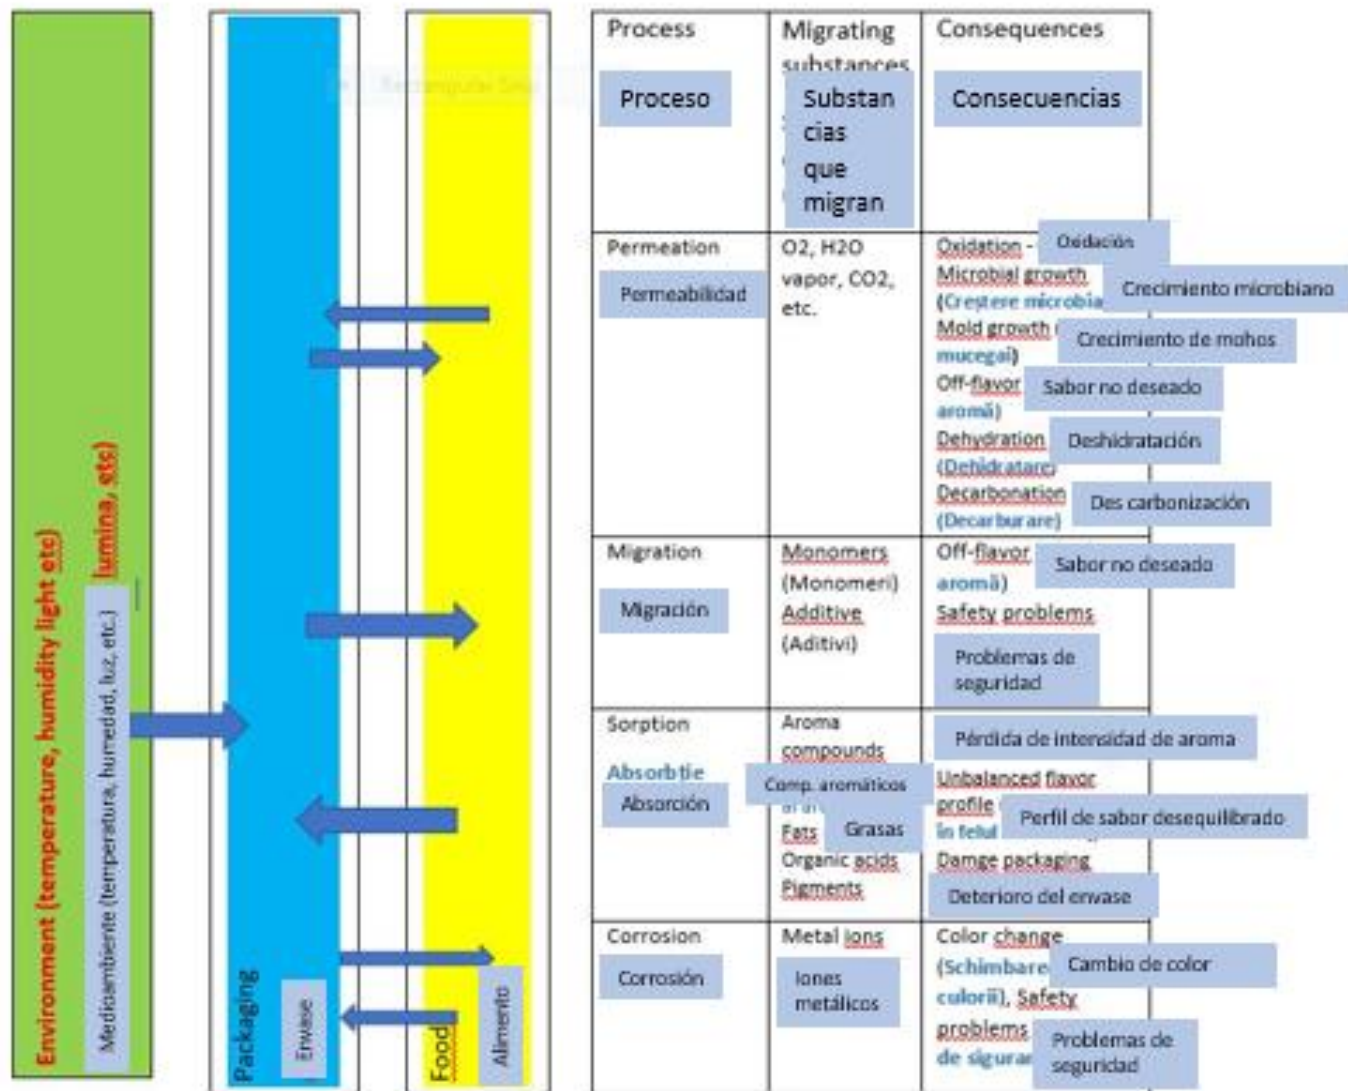 Environment (temperature, humidity light etc)
lumina, etc)
Medioambiente (temperatura, humedad, luz, etc.)
Packaging
Envase
Food
Alimento
Process
Proceso
Migrating
substances
Substan
cias
que
migran
Consequences
Consecuencias
Permeation
Permeabilidad
O2, H2O
vapor, CO2,
etc.
Oxidation -
Oxidación
Microbial growth
(Creștere microbia
Crecimiento microbiano
Mold growth
mucegai)
Crecimiento de mohos
Off-flavor
aromă)
Sabor no deseado
Dehydration
(Dehidratare)
Deshidratación
Decarbonation
(Decarburare)
Des carbonización
Migration
Migración
Monomers
(Monomeri)
Additive
(Aditivi)
Off-flavor
aromă)
Sabor no deseado
Safety problems
Problemas de
seguridad
Sorption
Absorbție
Absorción
Aroma
compounds
Comp. aromáticos
Fats
Grasas
Organic acids
Pigments
Pérdida de intensidad de aroma
Unbalanced flavor
profile
în felul
Perfil de sabor desequilibrado
Damge packaging
Deterioro del envase
Corrosion
Corrosión
Metal ions
Iones
metálicos
Color change
(Schimbare
culorii), Safety
Cambio de color
problems
de siguran
Problemas de
seguridad